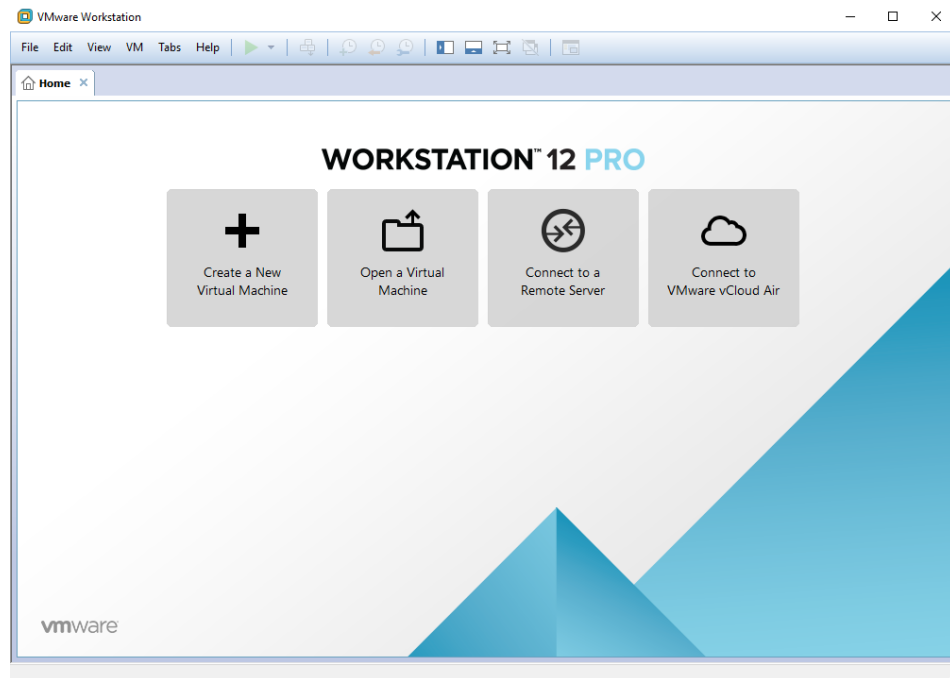 VMware Workstation
File Edit View VM Tabs Help
Home
WORKSTATION™ 12 PRO
Create a New
Virtual Machine
Open a Virtual
Machine
Connect to a
Remote Server
Connect to
VMware vCloud Air
vmware